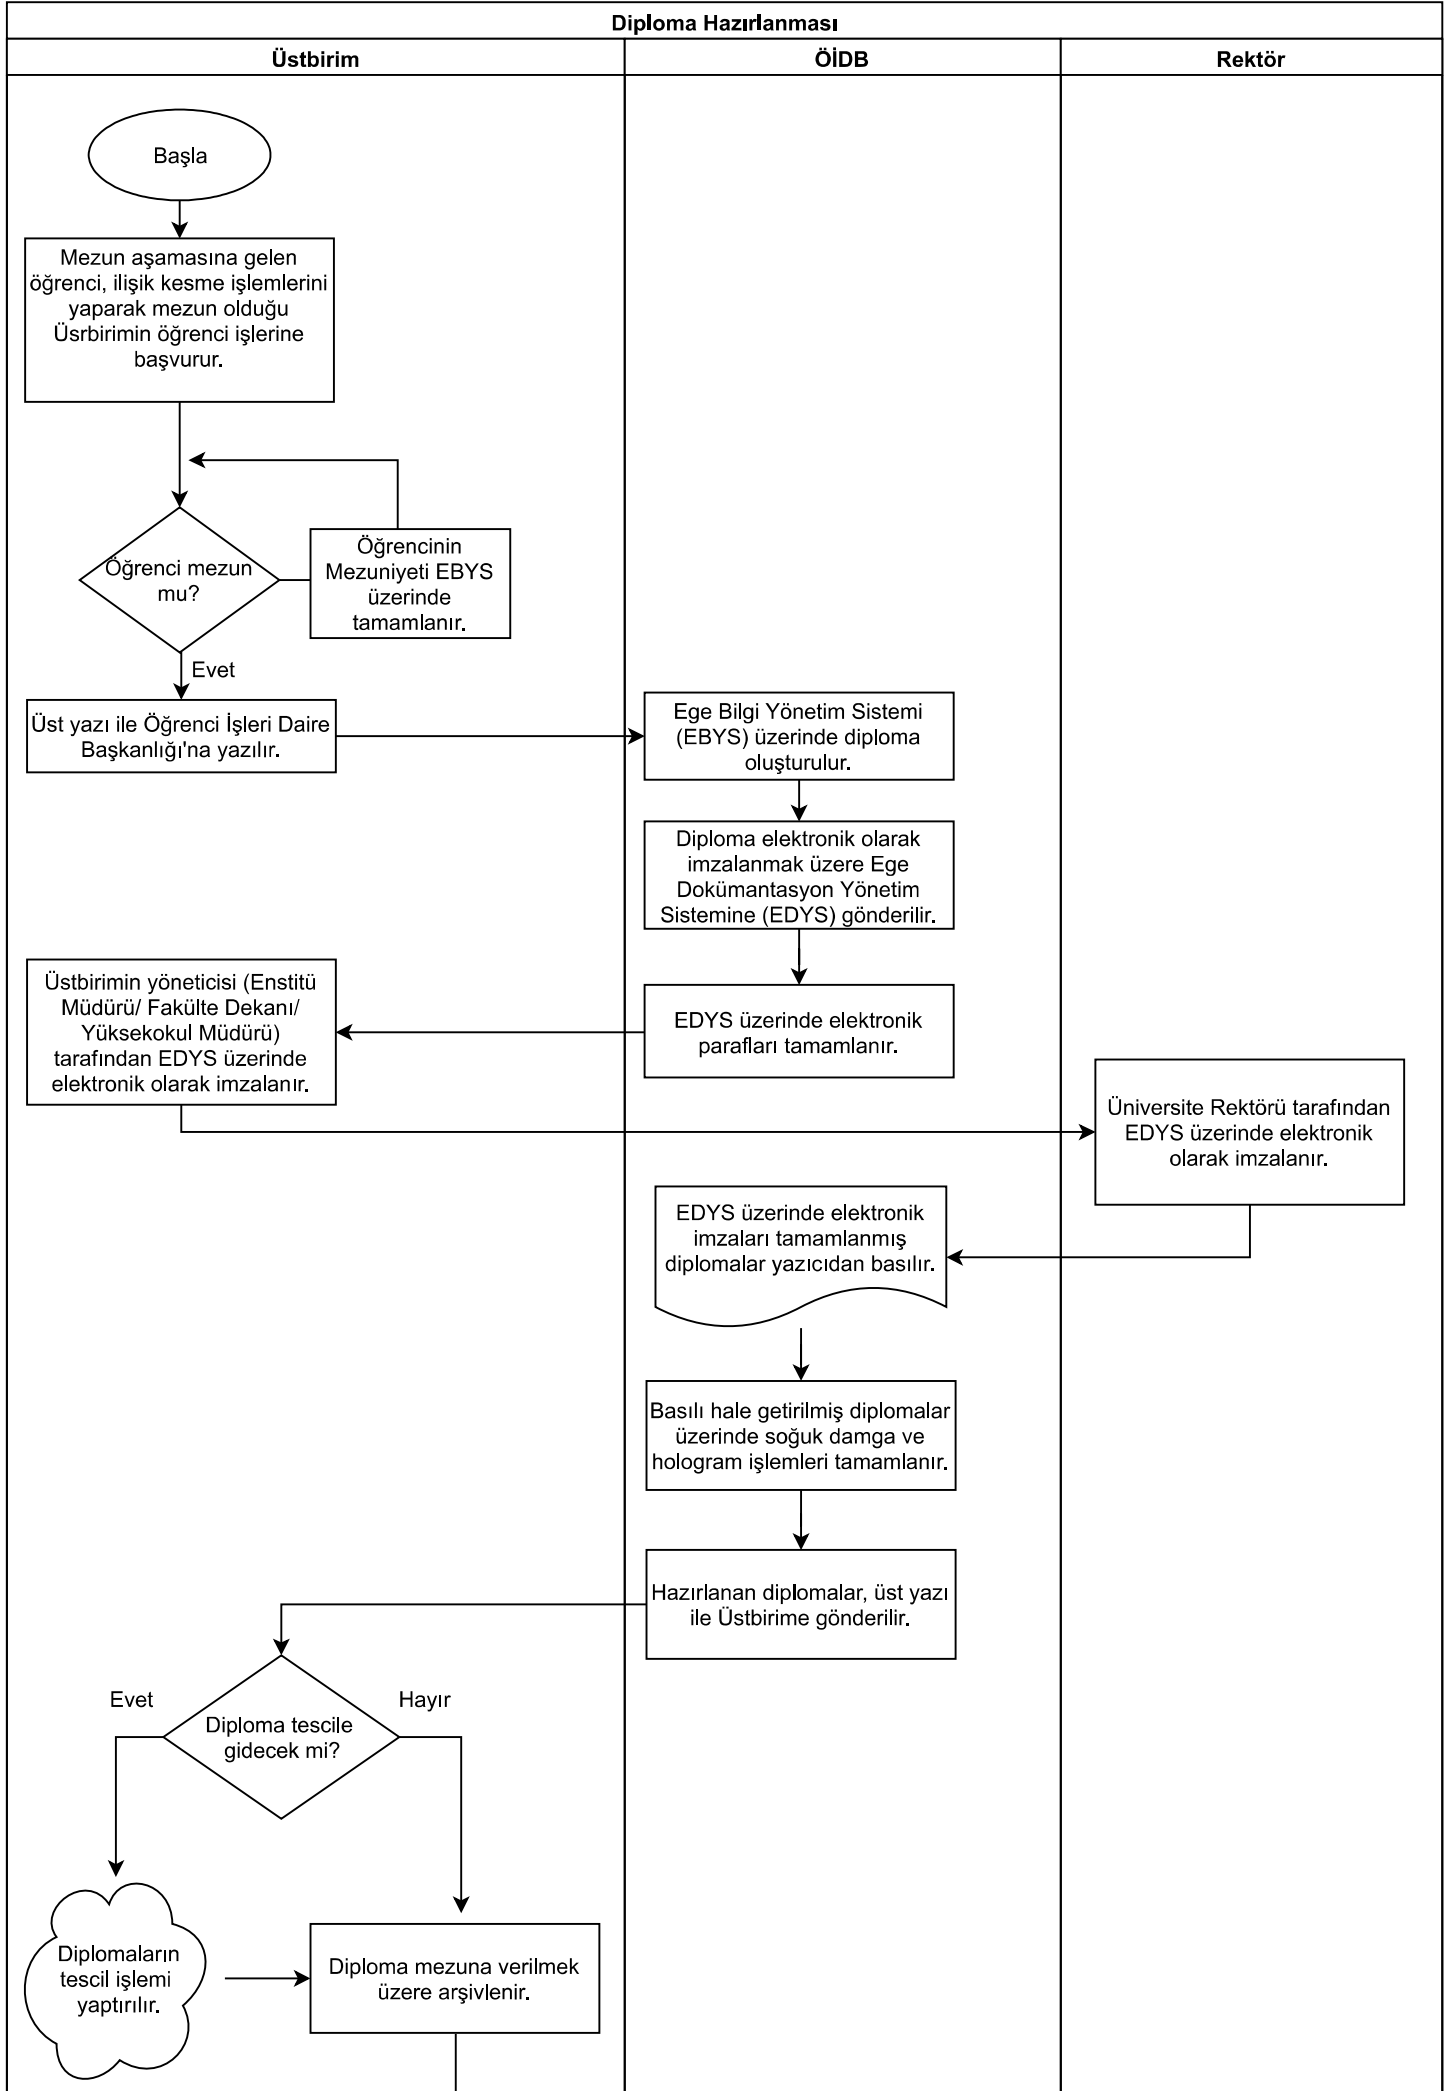 Diploma Hazırlanması
Üstbirim
ÖİDB
Rektör
Başla
Mezun aşamasına gelen
öğrenci, ilişik kesme işlemlerini
yaparak mezun olduğu
Üsrbirimin öğrenci işlerine
başvurur.
Öğrenci mezun
mu?
Öğrencinin
Mezuniyeti EBYS
üzerinde
tamamlanır.
Evet
Üst yazı ile Öğrenci İşleri Daire
Başkanlığı'na yazılır.
Ege Bilgi Yönetim Sistemi
(EBYS) üzerinde diploma
oluşturulur.
Diploma elektronik olarak
imzalanmak üzere Ege
Dokümantasyon Yönetim
Sistemine (EDYS) gönderilir.
EDYS üzerinde elektronik
parafları tamamlanır.
Üstbirimin yöneticisi (Enstitü
Müdürü/ Fakülte Dekanı/
Yüksekokul Müdürü)
tarafından EDYS üzerinde
elektronik olarak imzalanır.
Üniversite Rektörü tarafından
EDYS üzerinde elektronik
olarak imzalanır.
EDYS üzerinde elektronik
imzaları tamamlanmış
diplomalar yazıcıdan basılır.
Basılı hale getirilmiş diplomalar
üzerinde soğuk damga ve
hologram işlemleri tamamlanır.
Hazırlanan diplomalar, üst yazı
ile Üstbirime gönderilir.
Evet
Hayır
Diploma tescile
gidecek mi?
Diplomaların
tescil işlemi
yaptırılır.
Diploma mezuna verilmek
üzere arşivlenir.